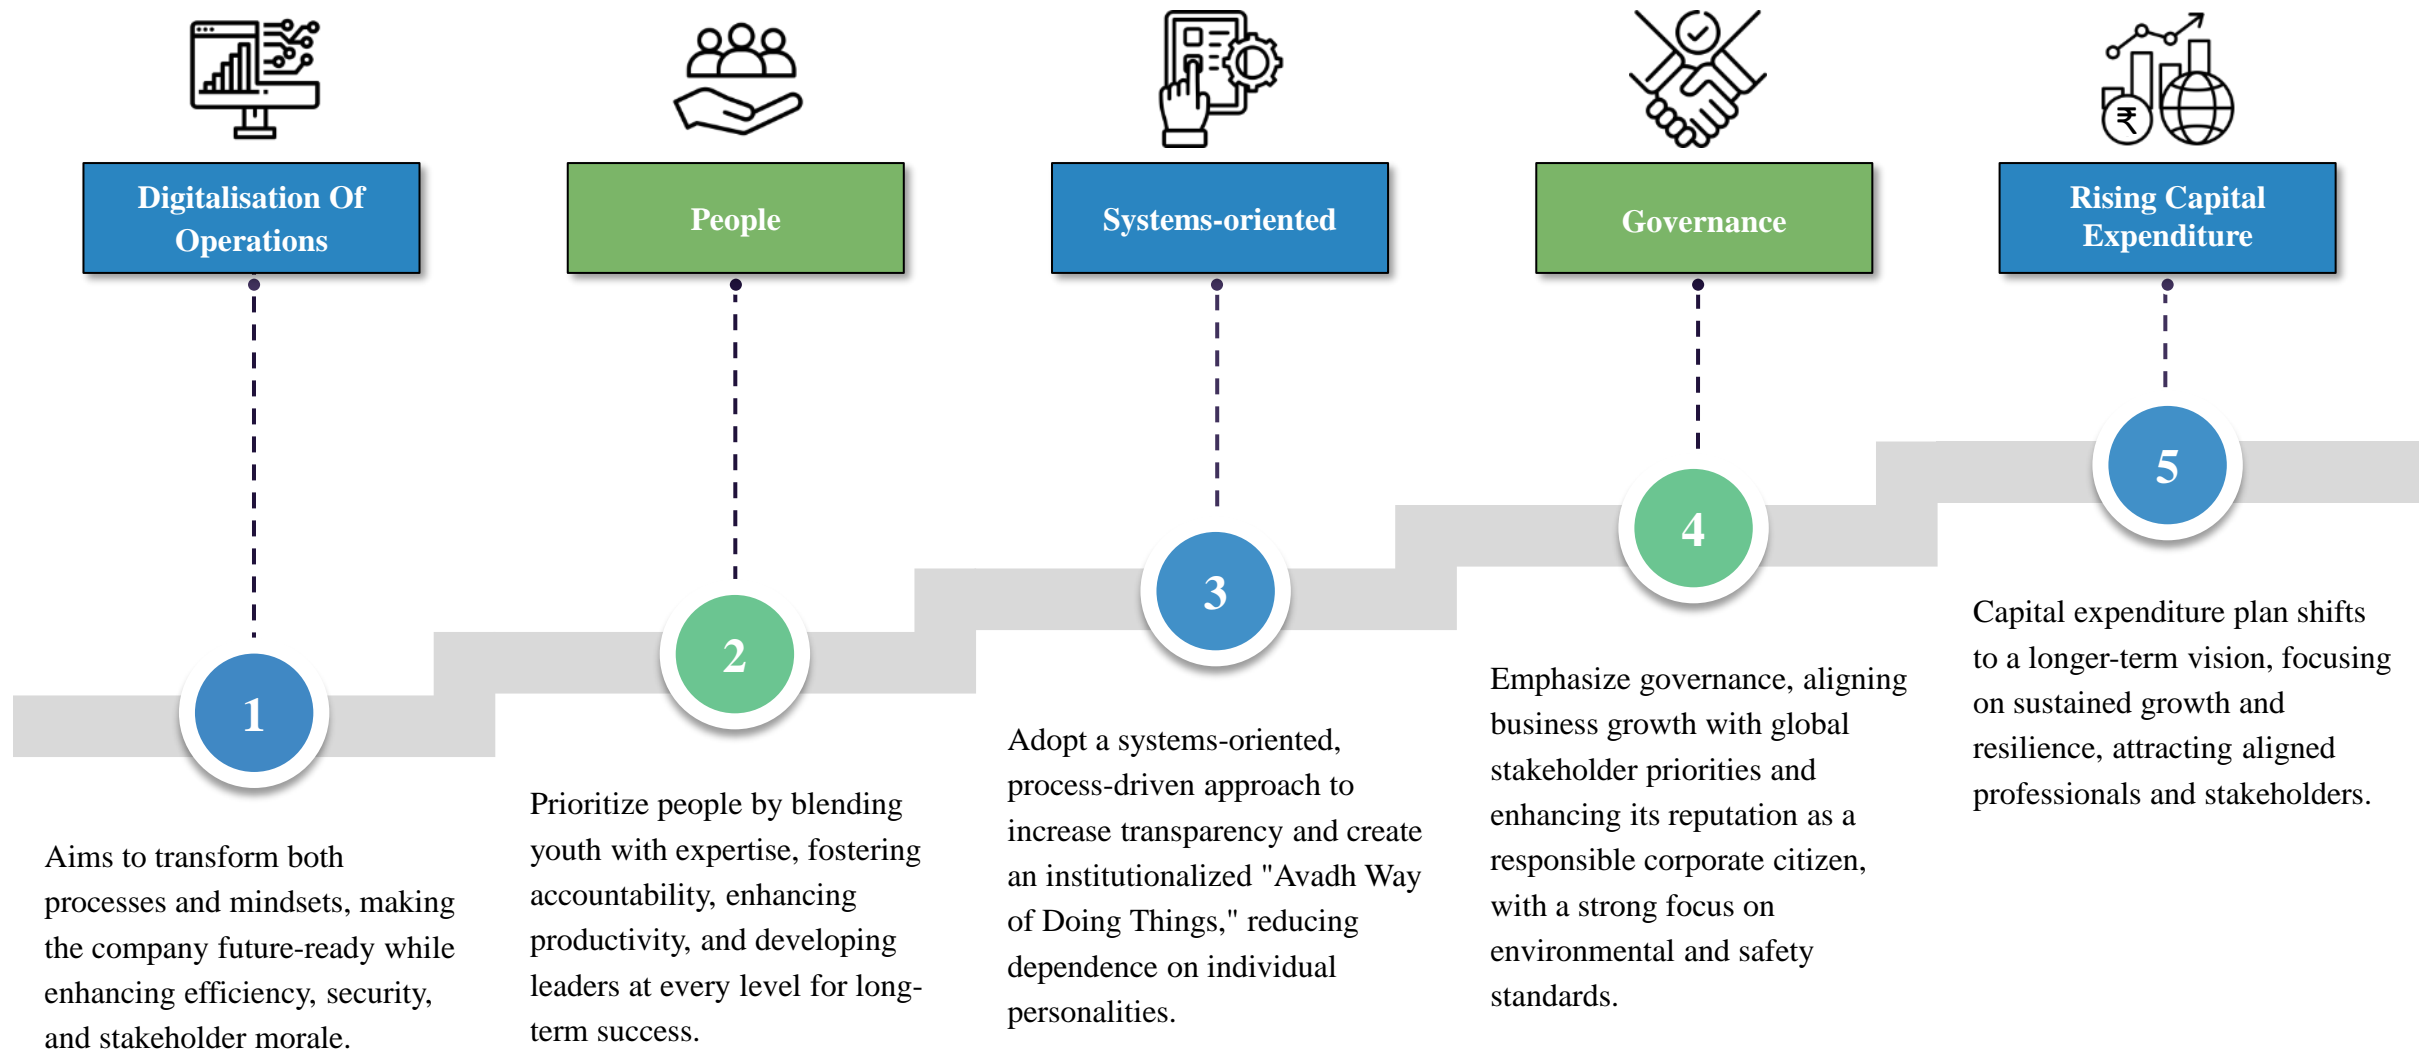 ₹
Digitalisation Of
Operations
1
Aims to transform both
processes and mindsets, making
the company future-ready while
enhancing efficiency, security,
and stakeholder morale.
People
2
Prioritize people by blending
youth with expertise, fostering
accountability, enhancing
productivity, and developing
leaders at every level for long-
term success.
Systems-oriented
3
Adopt a systems-oriented,
process-driven approach to
increase transparency and create
an institutionalized "Avadh Way
of Doing Things," reducing
dependence on individual
personalities.
Governance
4
Emphasize governance, aligning
business growth with global
stakeholder priorities and
enhancing its reputation as a
responsible corporate citizen,
with a strong focus on
environmental and safety
standards.
Rising Capital
Expenditure
5
Capital expenditure plan shifts
to a longer-term vision, focusing
on sustained growth and
resilience, attracting aligned
professionals and stakeholders.